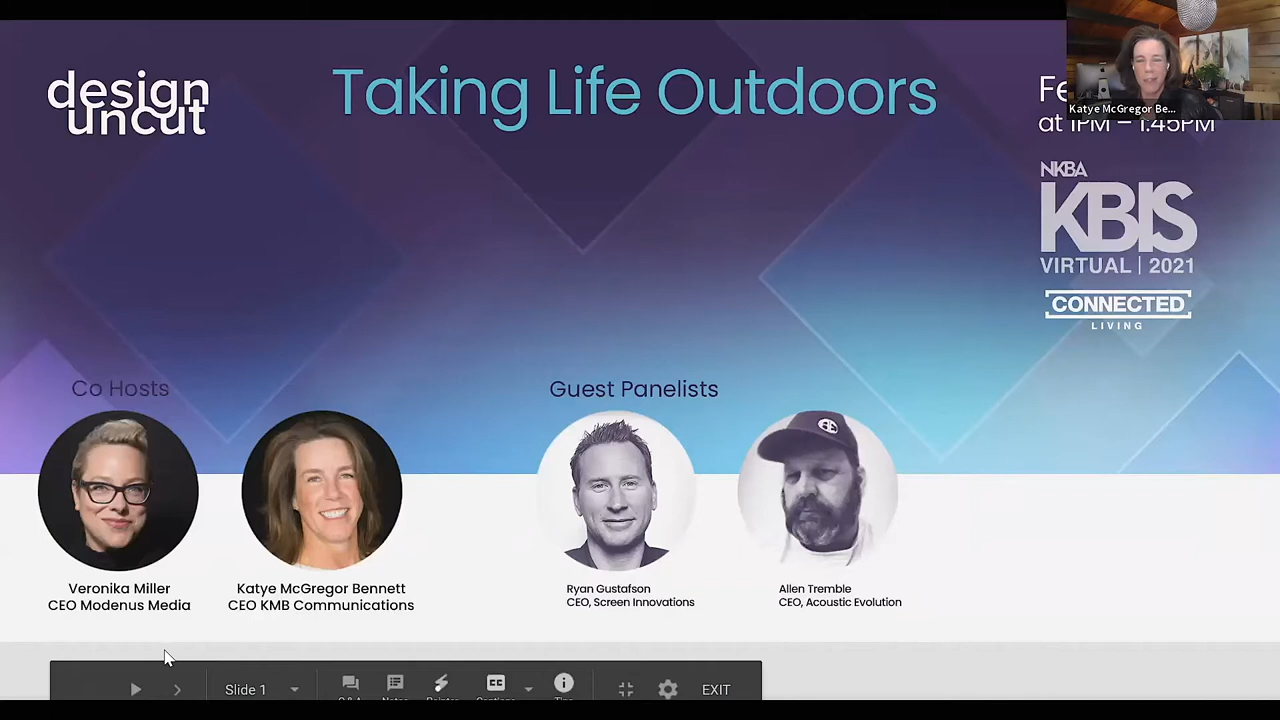 design
uncut
Taking Life Outdoors
Katye McGregor Be...
at 1PM – 1:45PM
NKBA
KBIS
VIRTUAL | 2021
CONNECTED
LIVING
Co Hosts
Guest Panelists
Veronika Miller
CEO Modenus Media
Katye McGregor Bennett
CEO KMB Communications
Ryan Gustafson
CEO, Screen Innovations
Allen Tremble
CEO, Acoustic Evolution
Slide 1
CC
EXIT